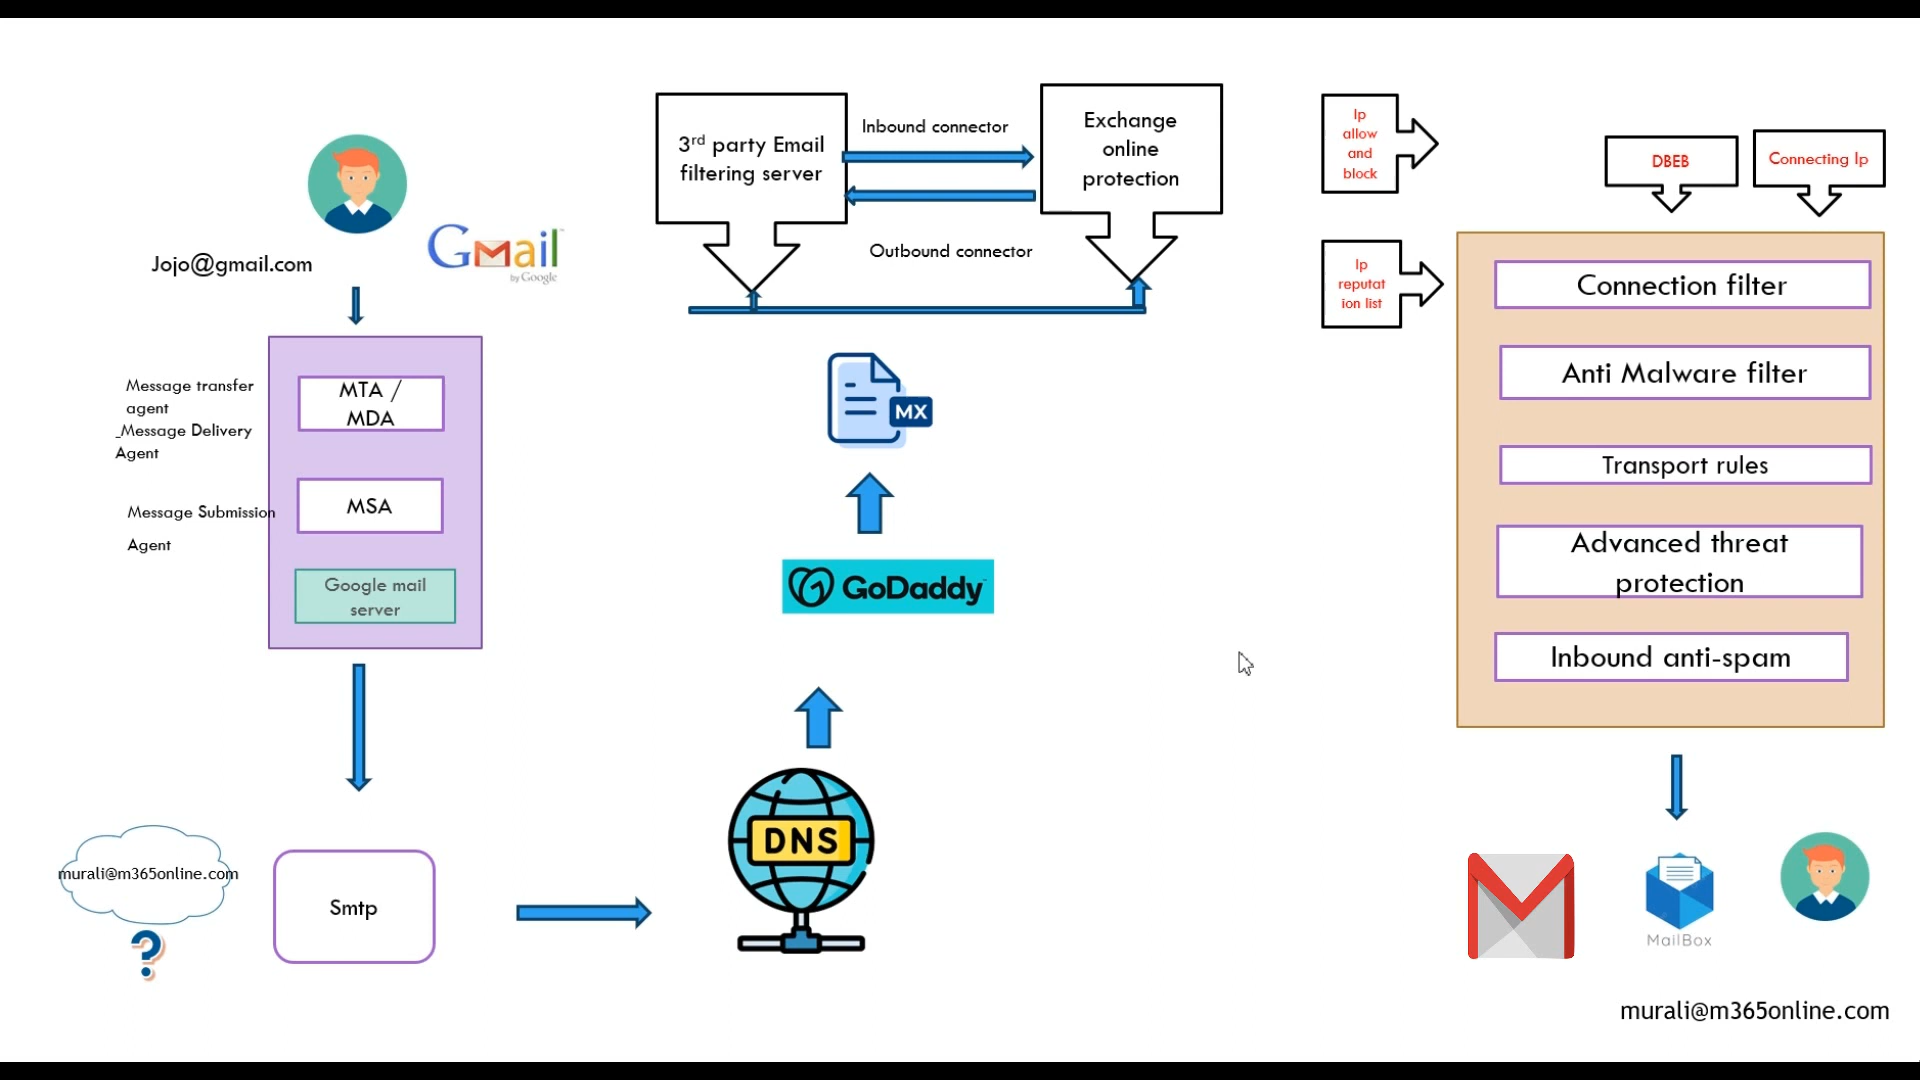 Jojo@gmail.com
Gmail
by Google
Message transfer
agent
_Message Delivery
Agent
Message Submission
Agent
MTA /
MDA
MSA
Google mail
server
murali@m365online.com
?
Smtp
3rd party Email
filtering server
Inbound connector
Outbound connector
Exchange
online
protection
MX
GoDaddy
DNS
Ip
allow
and
block
Ip
reputat
ion list
DBEB
Connecting Ip
Connection filter
Anti Malware filter
Transport rules
Advanced threat
protection
Inbound anti-spam
MailBox
murali@m365online.com